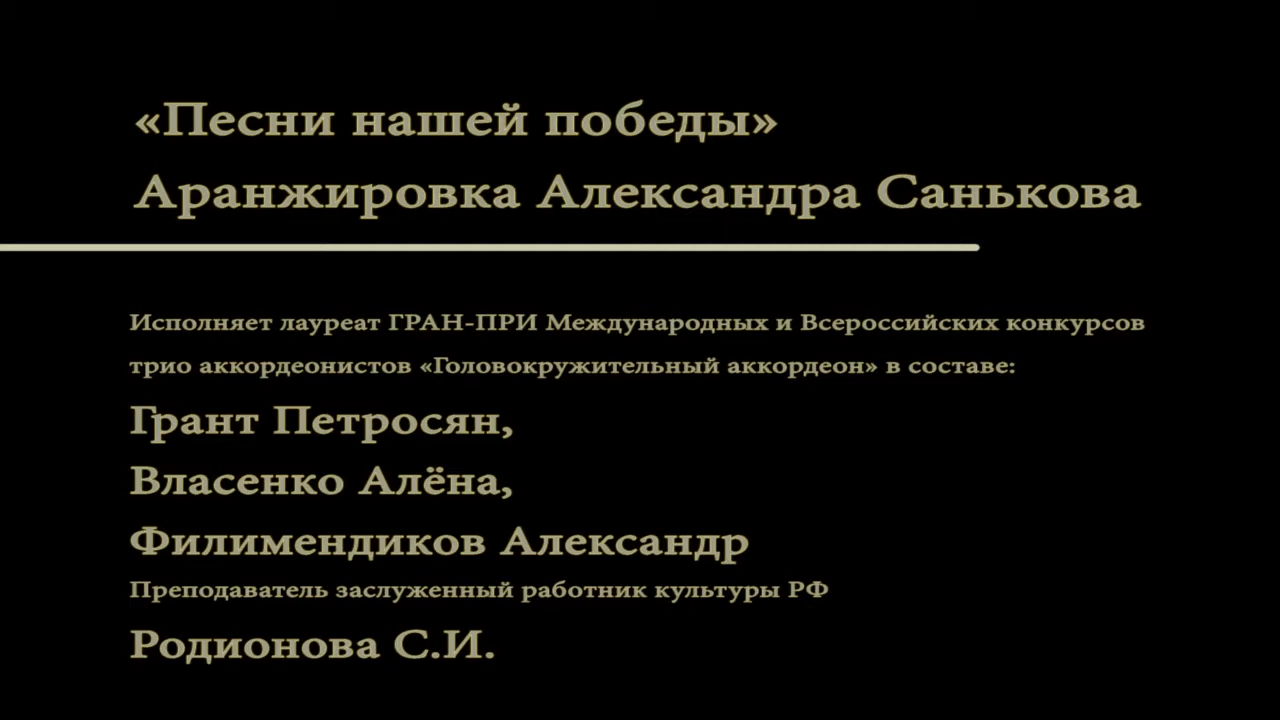 «Песни нашей победы»
Аранжировка Александра Санькова
Исполняет лауреат ГРАН-ПРИ Международных и Всероссийских конкурсов
трио аккордеонистов «Головокружительный аккордеон» в составе:
Грант Петросян,
Власенко Алёна,
Филимендиков Александр
Преподаватель заслуженный работник культуры РФ
Родионова С.И.